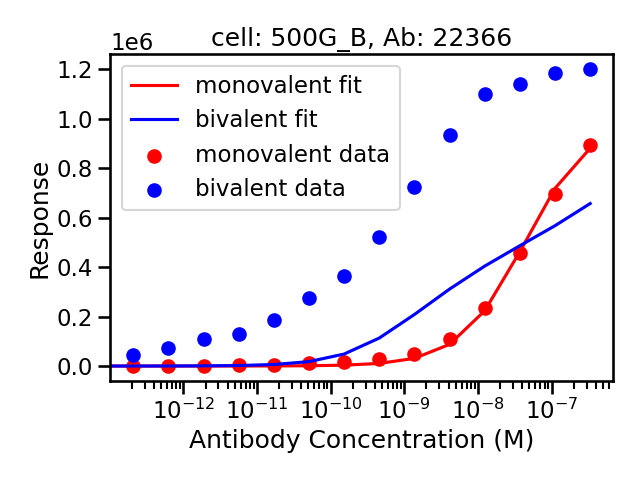 cell: 500G_B, Ab: 22366
1e6
monovalent fit
bivalent fit
monovalent data
bivalent data
Response
1.2
1.0
0.8
0.6
0.4
0.2
0.0
10⁻¹² 10⁻¹¹ 10⁻¹⁰ 10⁻⁹ 10⁻⁸ 10⁻⁷
Antibody Concentration (M)